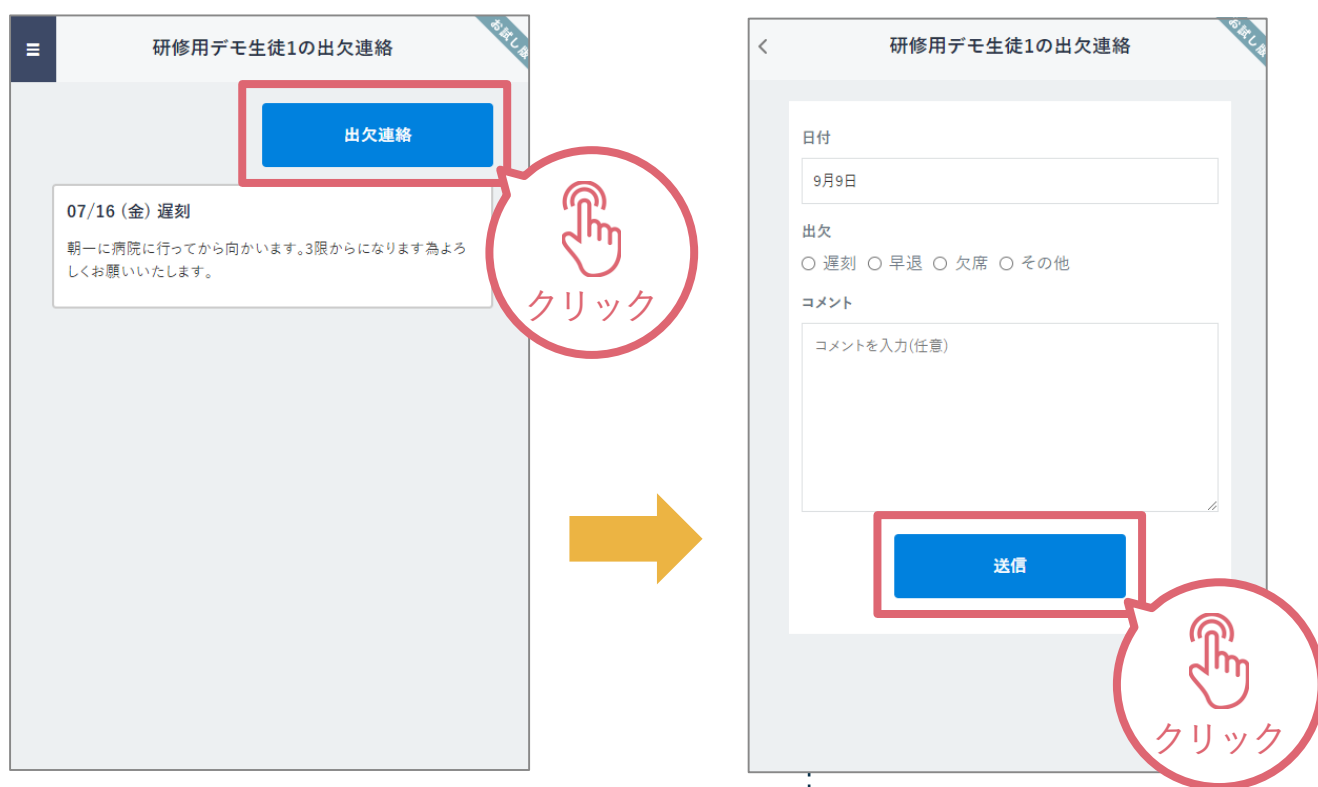 研修用デモ生徒1の出欠連絡
お試し版
出欠連絡
07/16 (金) 遅刻
朝一に病院に行ってから向かいます。3限からになります為よろ
しくお願いいたします。
クリック
研修用デモ生徒1の出欠連絡
お試し版
日付
9月9日
出欠
遅刻 早退 欠席 その他
コメント
コメントを入力(任意)
送信
クリック